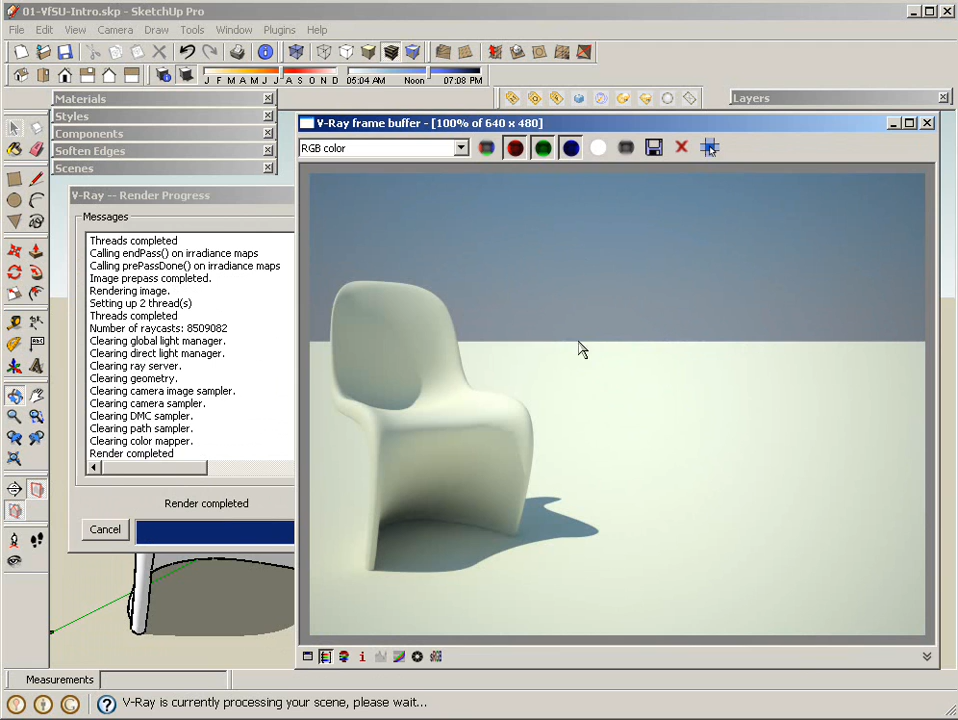 01-VfSU-Intro.skp - SketchUp Pro
File Edit View Camera Draw Tools Window Plugins Help
J F M A M J J A S O N D 05:04 AM Noon 07:08 PM
Materials
Styles
Components
Soften Edges
Scenes
Layers
V-Ray frame buffer - [100% of 640 x 480]
RGB color
V-Ray -- Render Progress
Messages
Threads completed
Calling endPass() on irradiance maps
Calling prePassDone() on irradiance maps
Image prepass completed.
Rendering image.
Setting up 2 thread(s)
Threads completed
Number of raycasts: 8509082
Clearing global light manager.
Clearing direct light manager.
Clearing ray server.
Clearing geometry.
Clearing camera image sampler.
Clearing camera sampler.
Clearing DMC sampler.
Clearing path sampler.
Clearing color mapper.
Render completed
Render completed
Cancel
Measurements
V-Ray is currently processing your scene, please wait...